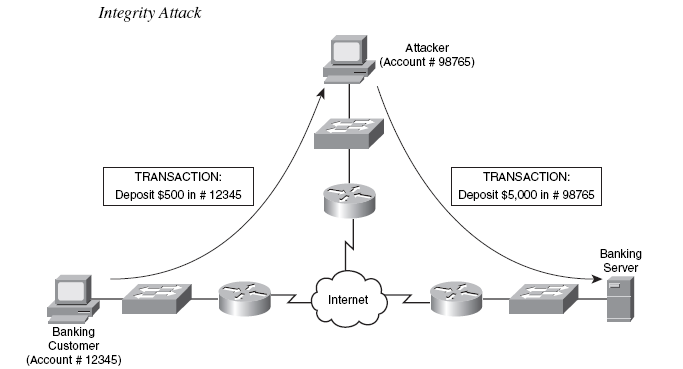 Integrity Attack
Attacker
(Account # 98765)
TRANSACTION:
Deposit $500 in # 12345
TRANSACTION:
Deposit $5,000 in # 98765
Banking
Server
Internet
Banking
Customer
(Account # 12345)